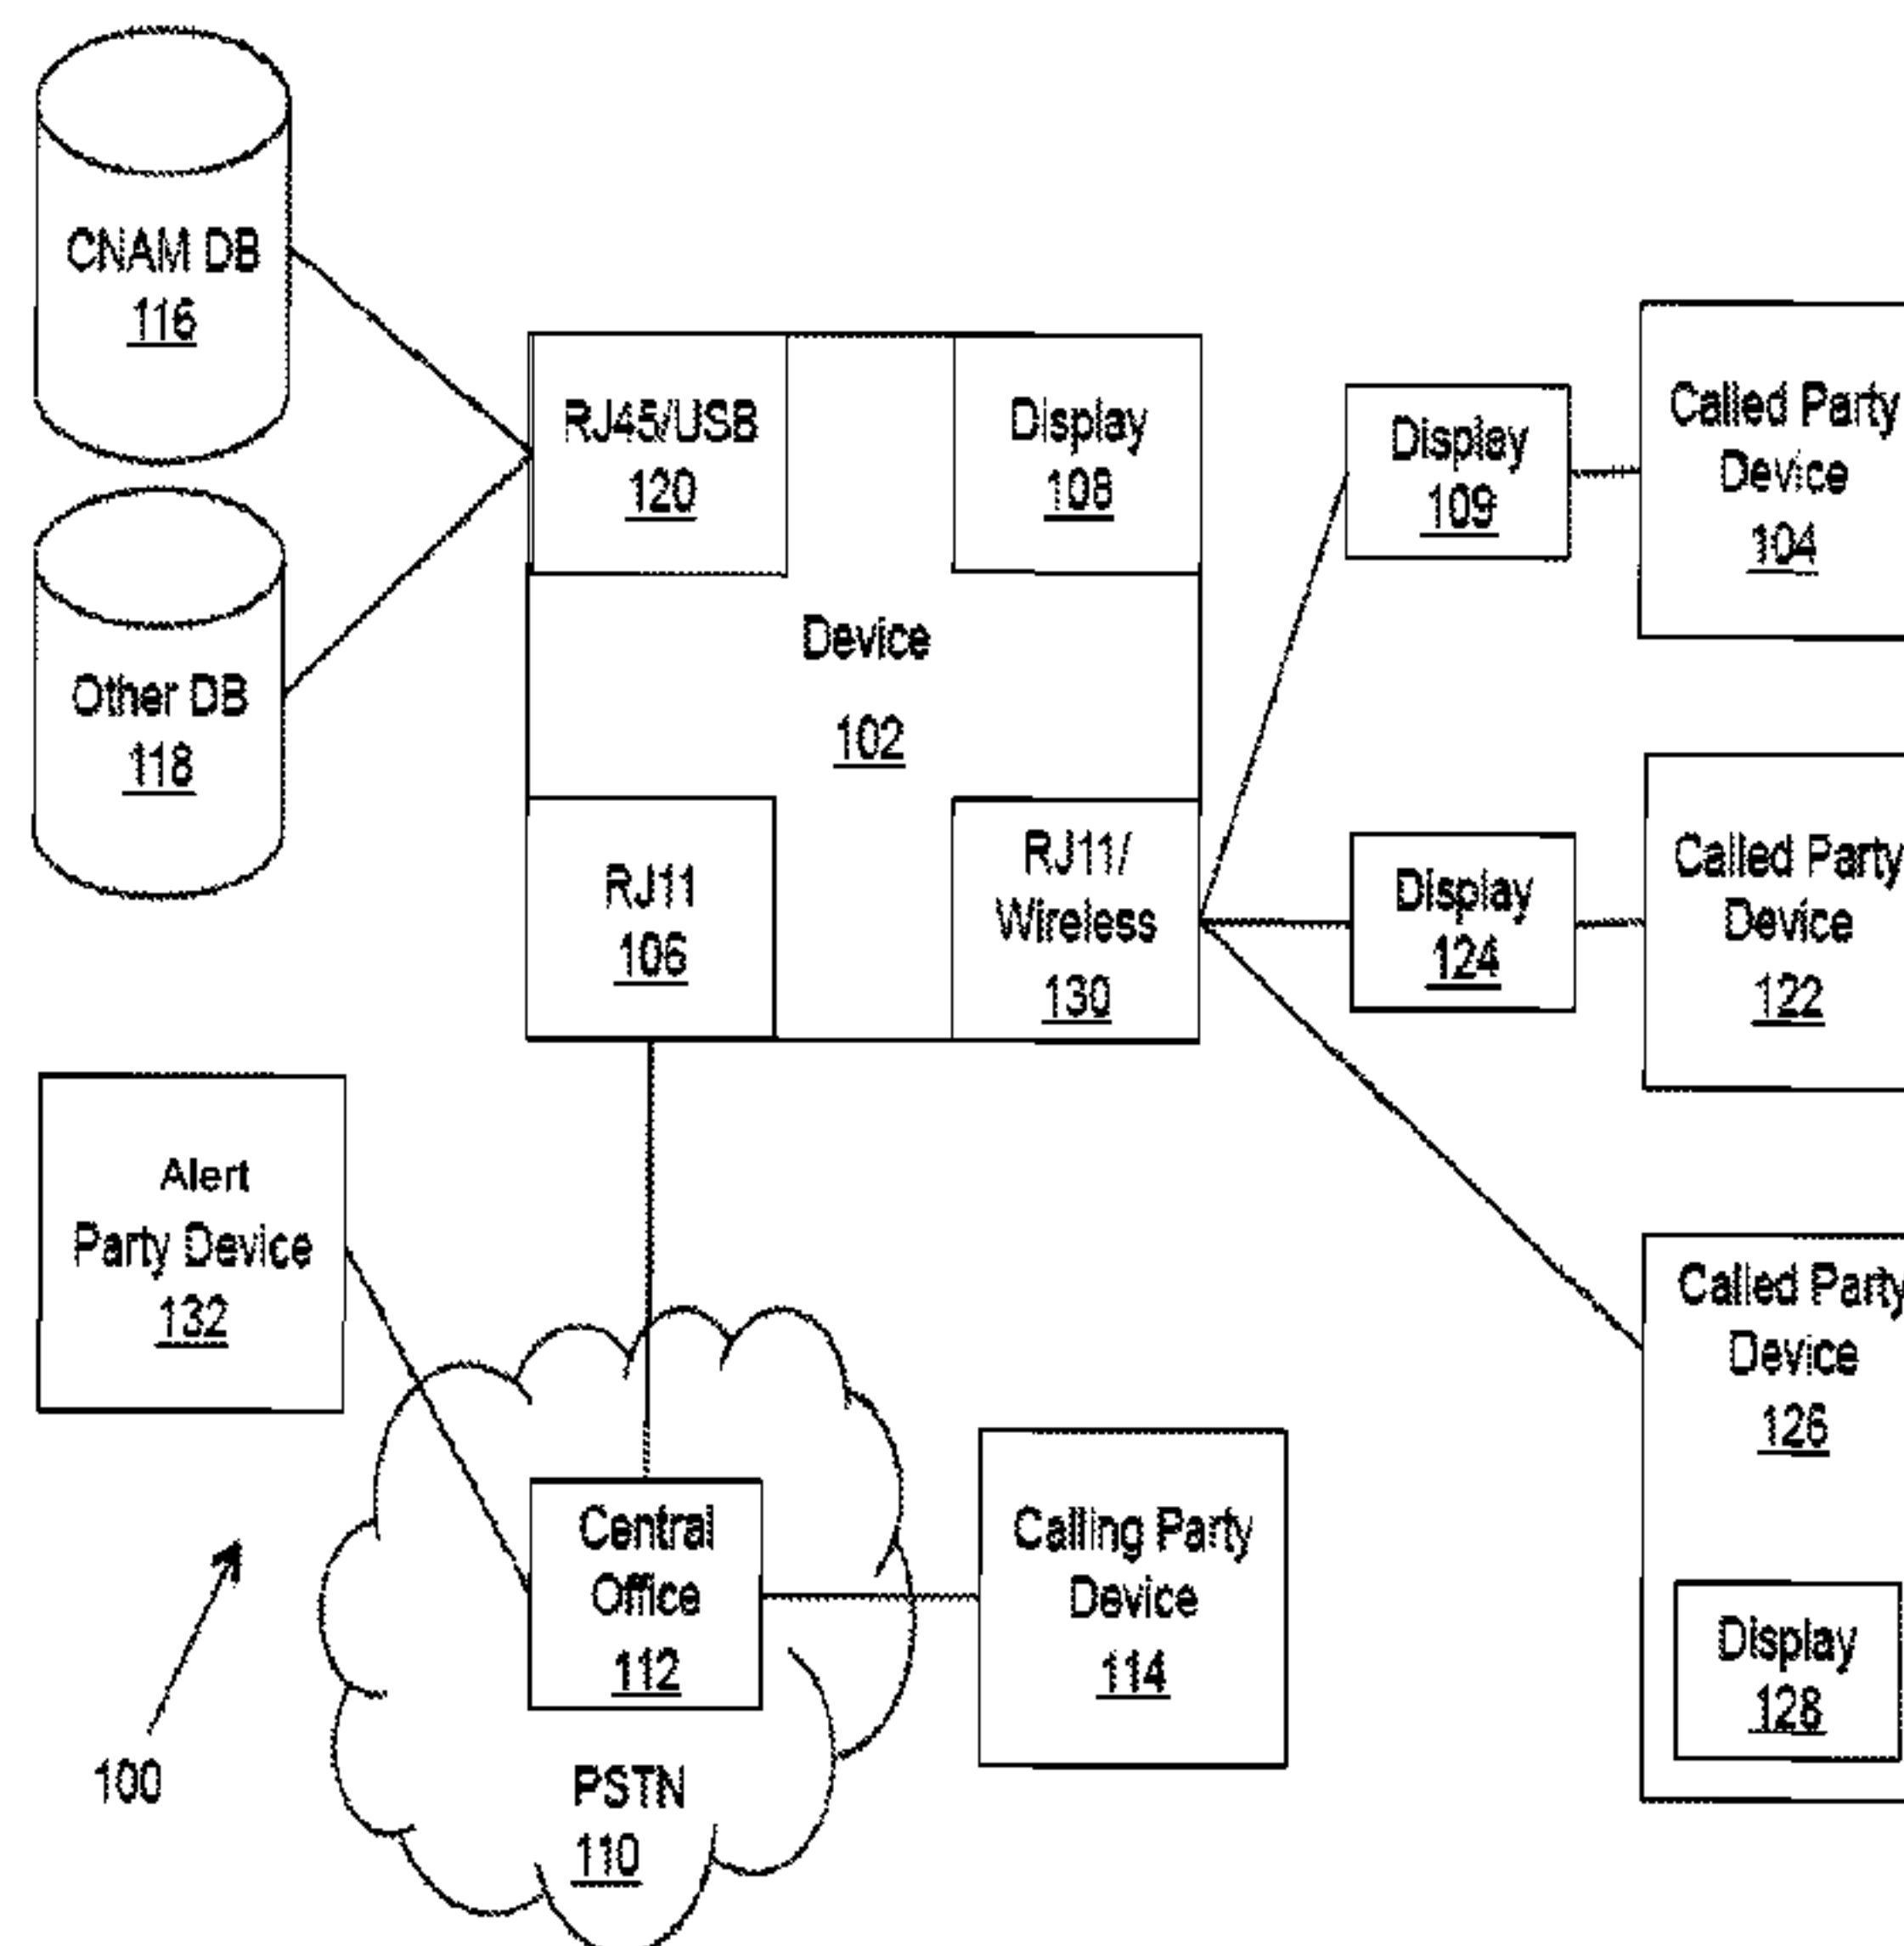 CNAM DB
116
Other DB
118
RJ45/USB
120
Display
108
Device
102
RJ11
106
RJ11/
Wireless
130
Display
109
Called Party
Device
104
Display
124
Called Party
Device
122
Called Party
Device
126
Display
128
Alert
Party Device
132
Central
Office
112
PSTN
110
Calling Party
Device
114
100